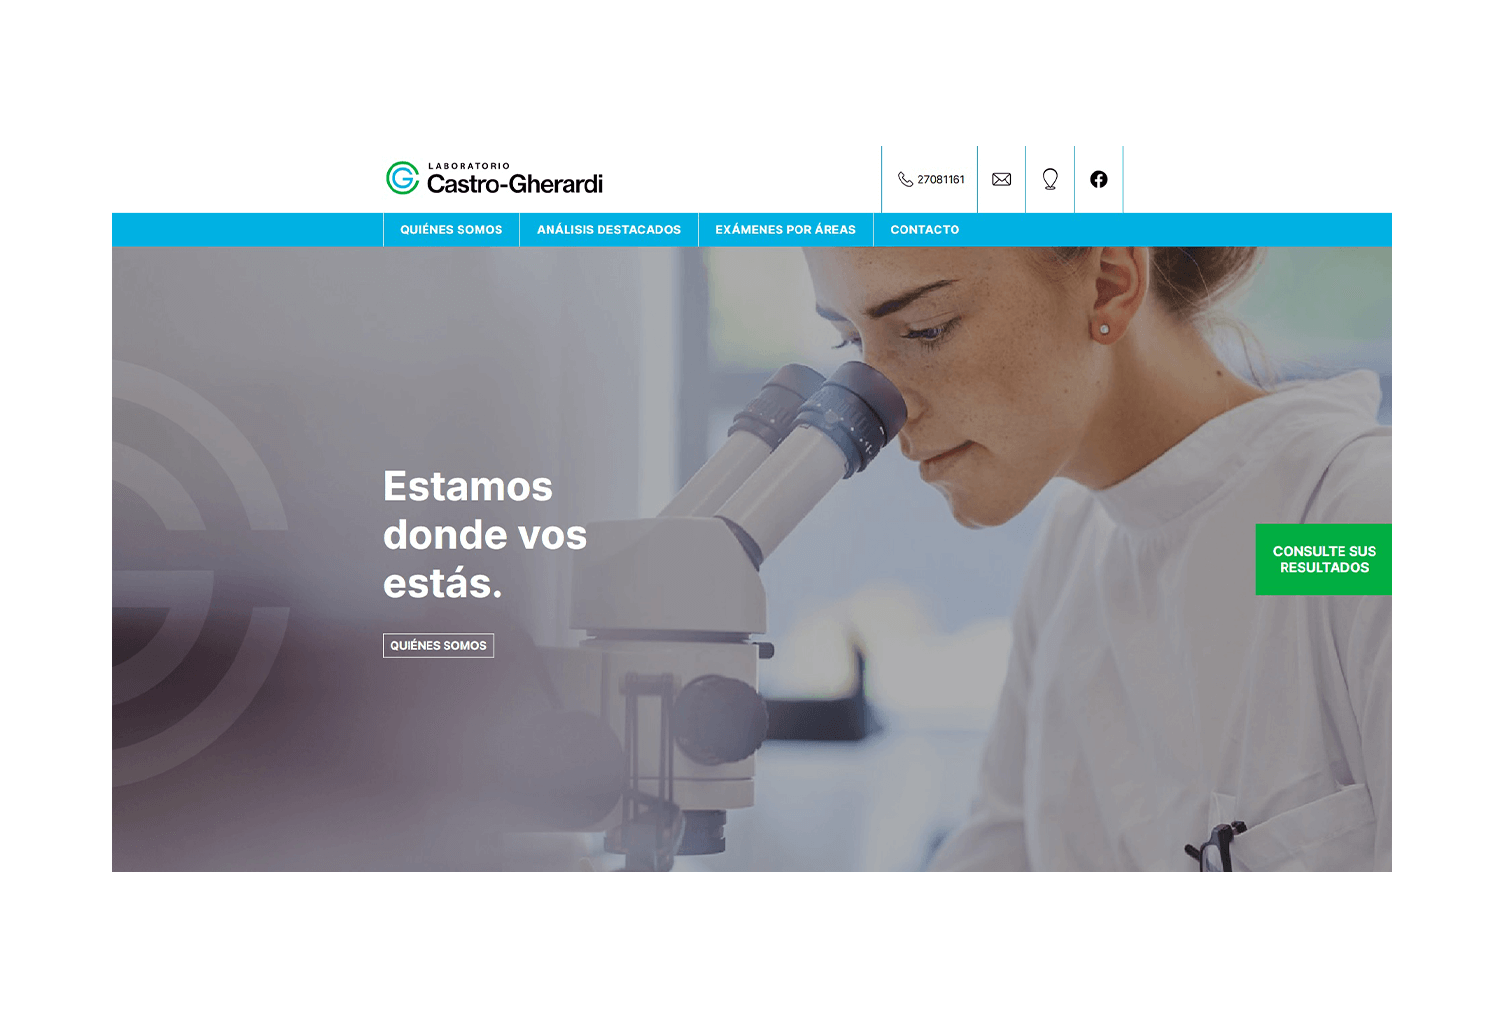 LABORATORIO
Castro-Gherardi
27081161
QUIÉNES SOMOS
ANÁLISIS DESTACADOS
EXÁMENES POR ÁREAS
CONTACTO
Estamos
donde vos
estás.
QUIÉNES SOMOS
CONSULTE SUS
RESULTADOS